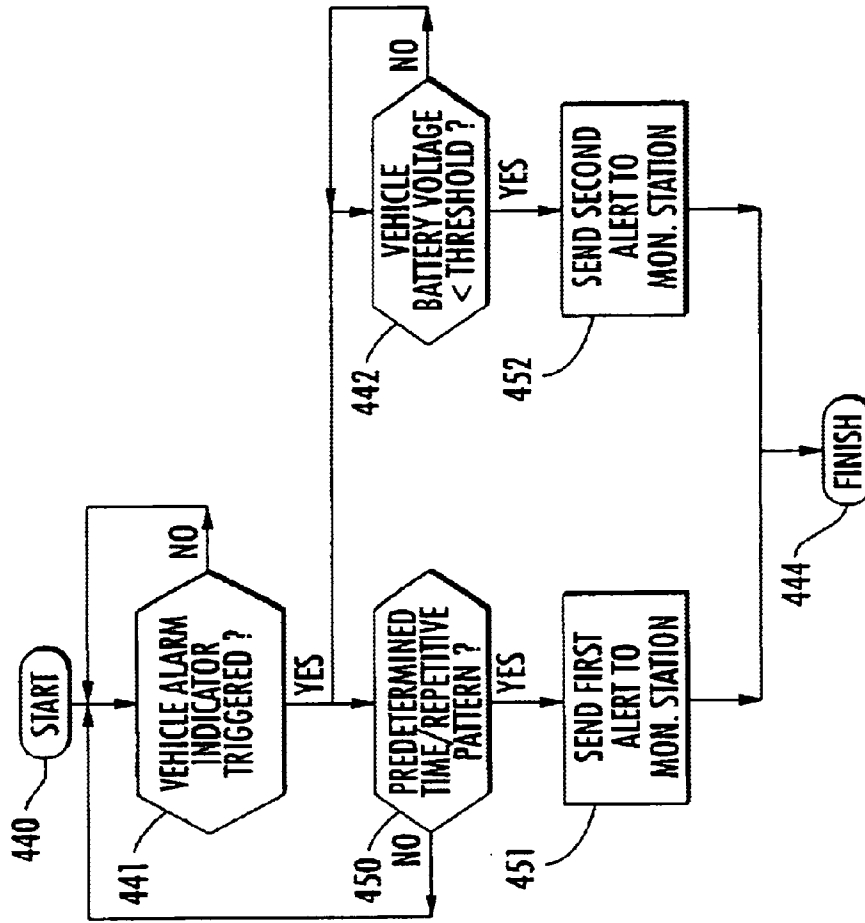 START
440
VEHICLE ALARM
INDICATOR
TRIGGERED ?
441
NO
YES
PREDETERMINED
TIME/REPETITIVE
PATTERN ?
450
NO
YES
SEND FIRST
ALERT TO
MON. STATION
451
VEHICLE
BATTERY VOLTAGE
< THRESHOLD ?
442
NO
YES
SEND SECOND
ALERT TO
MON. STATION
452
FINISH
444